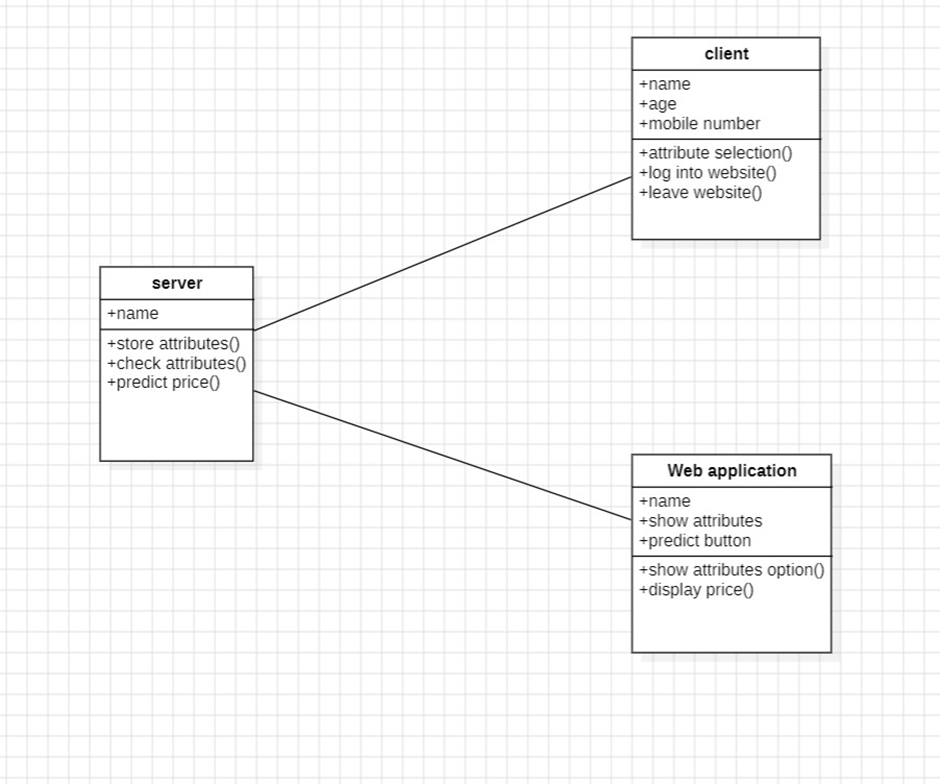 client
+name
+age
+mobile number
+attribute selection()
+log into website()
+leave website()
server
+name
+store attributes()
+check attributes()
+predict price()
Web application
+name
+show attributes
+predict button
+show attributes option()
+display price()